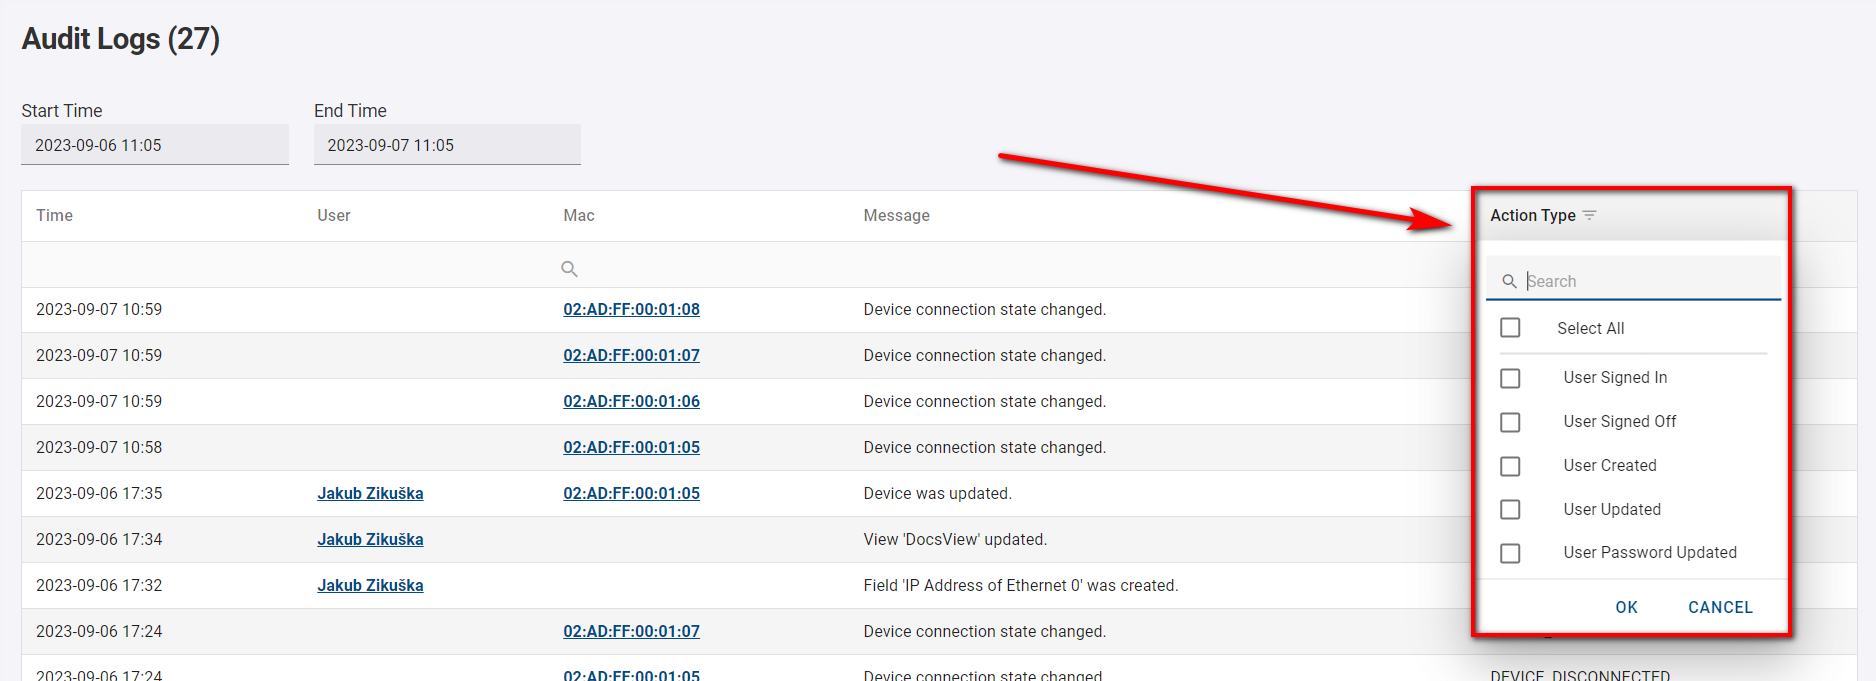 Audit Logs (27)
Start Time End Time
2023-09-06 11:05 2023-09-07 11:05
Time User Mac Message Action Type
Search
2023-09-07 10:59 02:AD:FF:00:01:08 Device connection state changed.
Select All
2023-09-07 10:59 02:AD:FF:00:01:07 Device connection state changed.
User Signed In
2023-09-07 10:59 02:AD:FF:00:01:06 Device connection state changed.
User Signed Off
2023-09-07 10:58 02:AD:FF:00:01:05 Device connection state changed.
User Created
2023-09-06 17:35 Jakub Zikuška 02:AD:FF:00:01:05 Device was updated.
User Updated
2023-09-06 17:34 Jakub Zikuška View 'DocsView' updated.
User Password Updated
2023-09-06 17:32 Jakub Zikuška Field 'IP Address of Ethernet 0' was created.
OK CANCEL
2023-09-06 17:24 02:AD:FF:00:01:07 Device connection state changed.
2023-09-06 17:24 02:AD:FF:00:01:05 Device connection state changed. DEVICE_DISCONNECTED